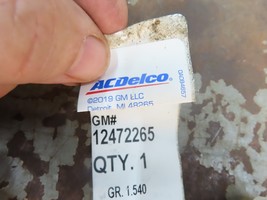 ACDelco
©2019 GM LLC
Detroit, MI 48265
GM#
12472265
QTY. 1
GR. 1.540